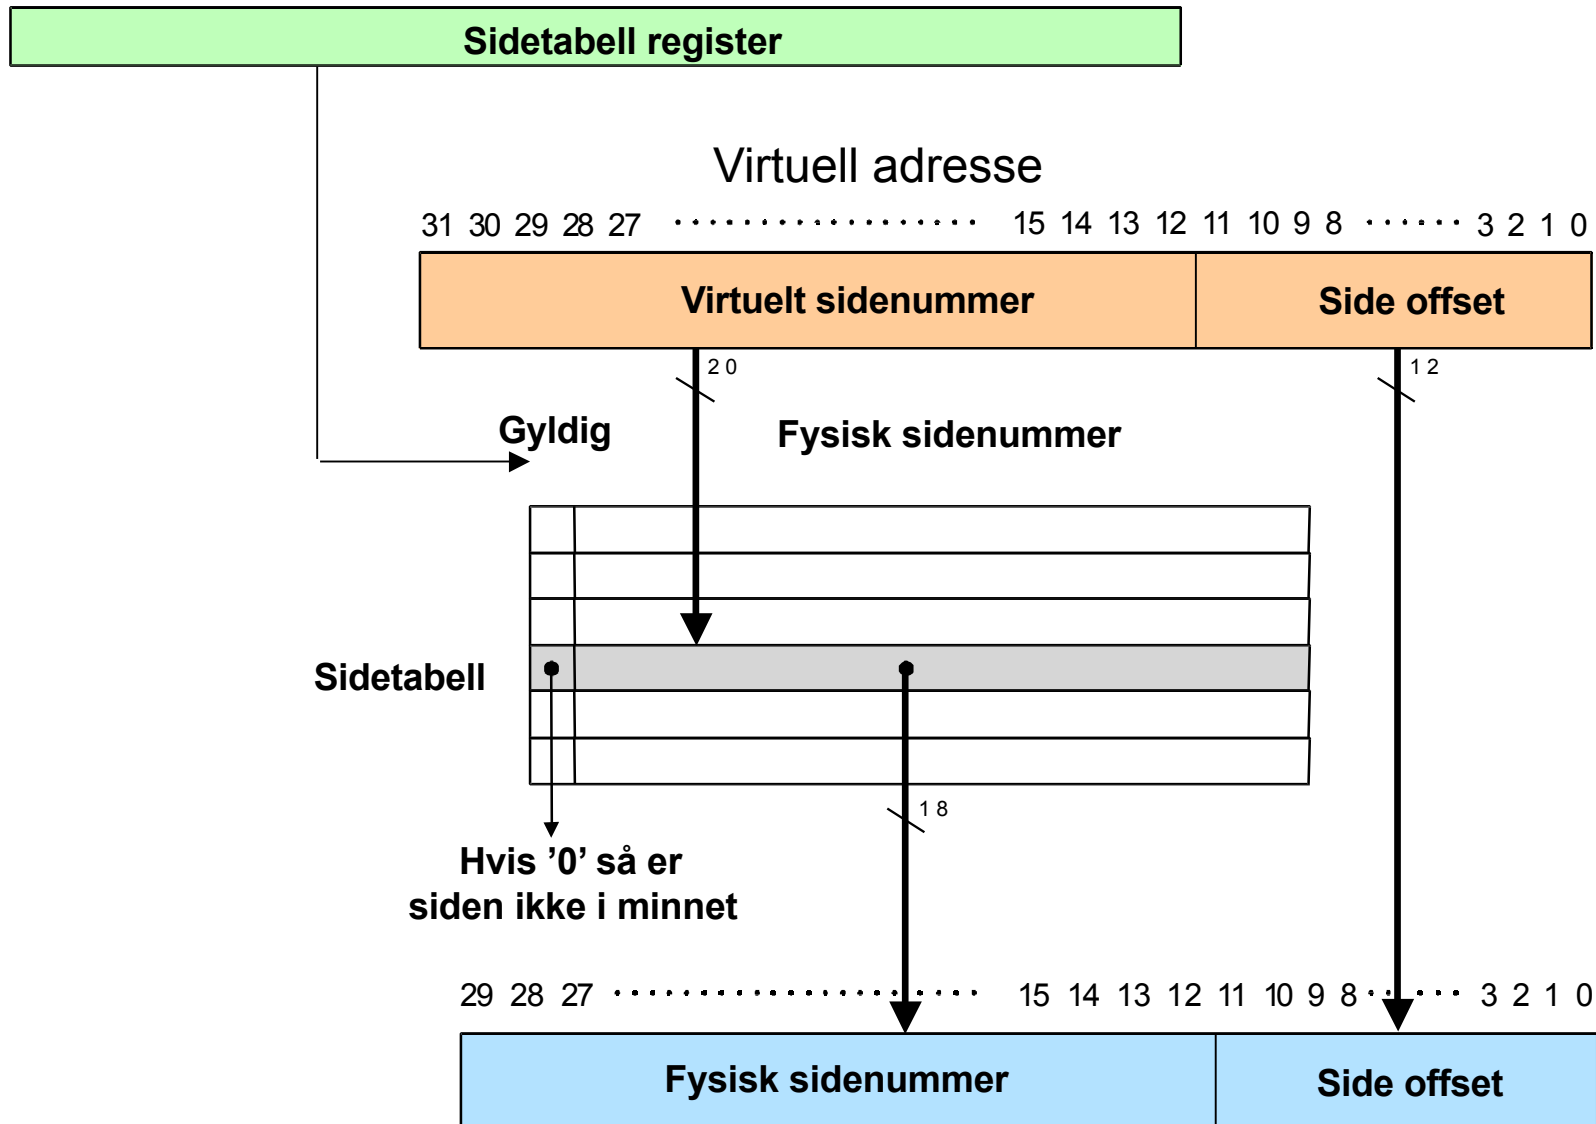 Sidetabell register
Virtuell adresse
31 30 29 28 27 ................. 15 14 13 12 11 10 9 8 ...... 3 2 1 0
Virtuelt sidenummer Side offset
20 12
Gyldig Fysisk sidenummer
Sidetabell
18
Hvis ’0’ så er
siden ikke i minnet
29 28 27 .................... 15 14 13 12 11 10 9 8 ...... 3 2 1 0
Fysisk sidenummer Side offset